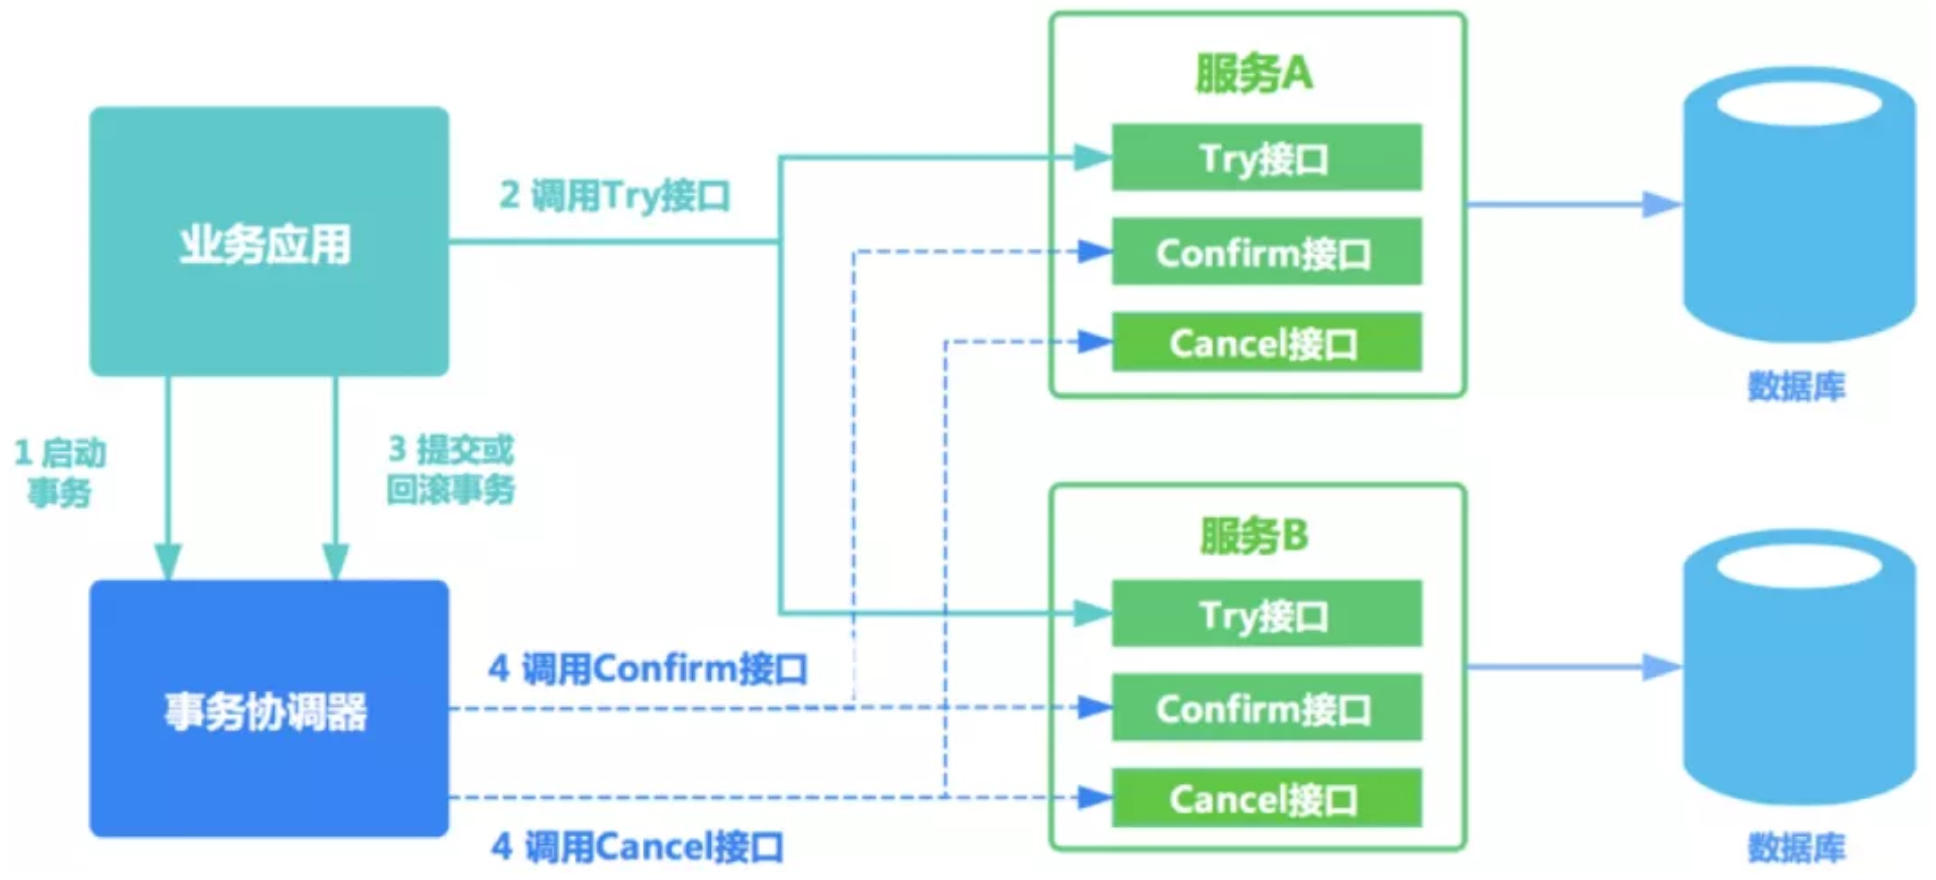 服务A
Try接口
2 调用Try接口
业务应用
Confirm接口
Cancel接口
数据库
1 启动
事务
3 提交或
回滚事务
服务B
Try接口
4 调用Confirm接口
事务协调器
Confirm接口
Cancel接口
4 调用Cancel接口
数据库